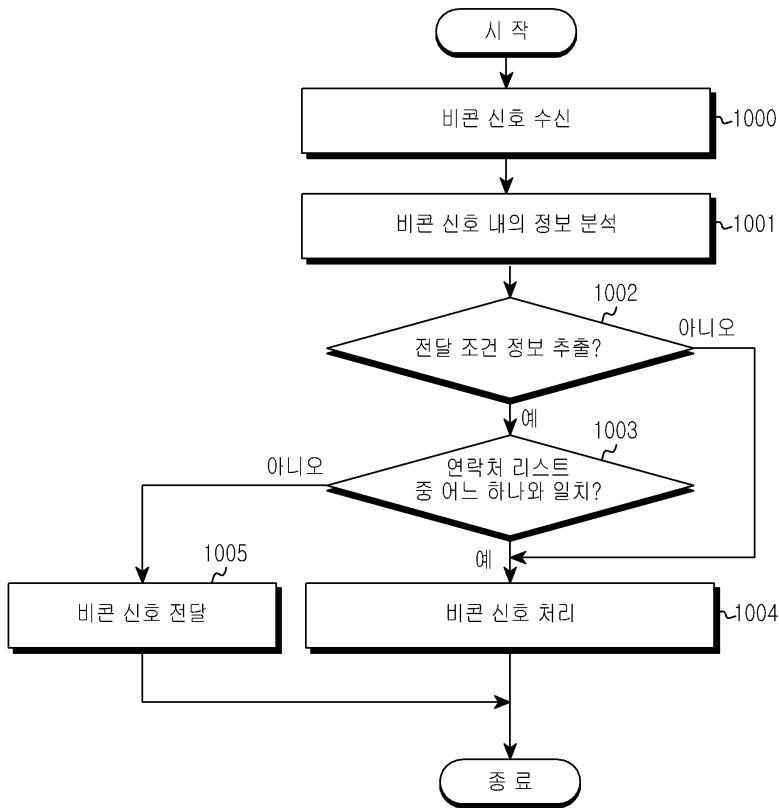 시 작
비콘 신호 수신
1000
비콘 신호 내의 정보 분석
1001
1002
전달 조건 정보 추출?
아니오
예
1003
연락처 리스트
중 어느 하나와 일치?
아니오
예
1005
비콘 신호 전달
비콘 신호 처리
1004
종 료